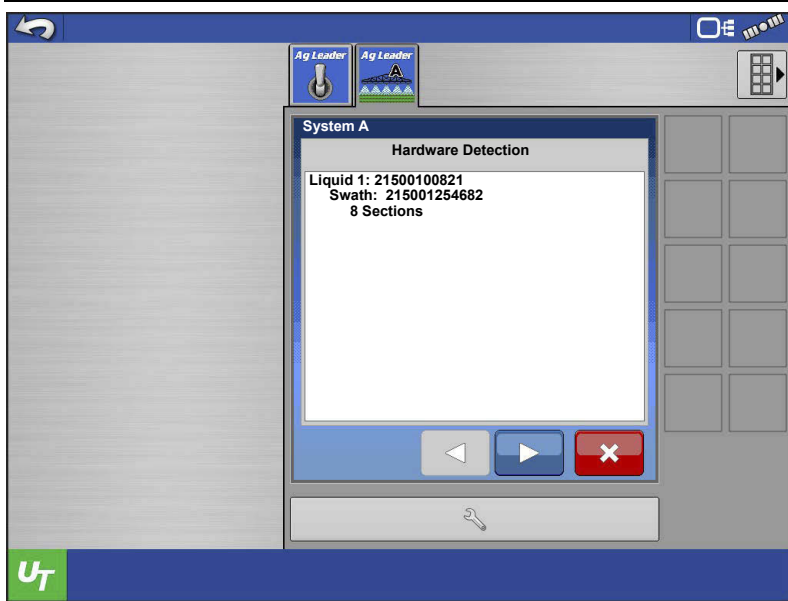 Ag Leader
Ag Leader
A
System A
Hardware Detection
Liquid 1: 21500100821
Swath: 215001254682
8 Sections
UT